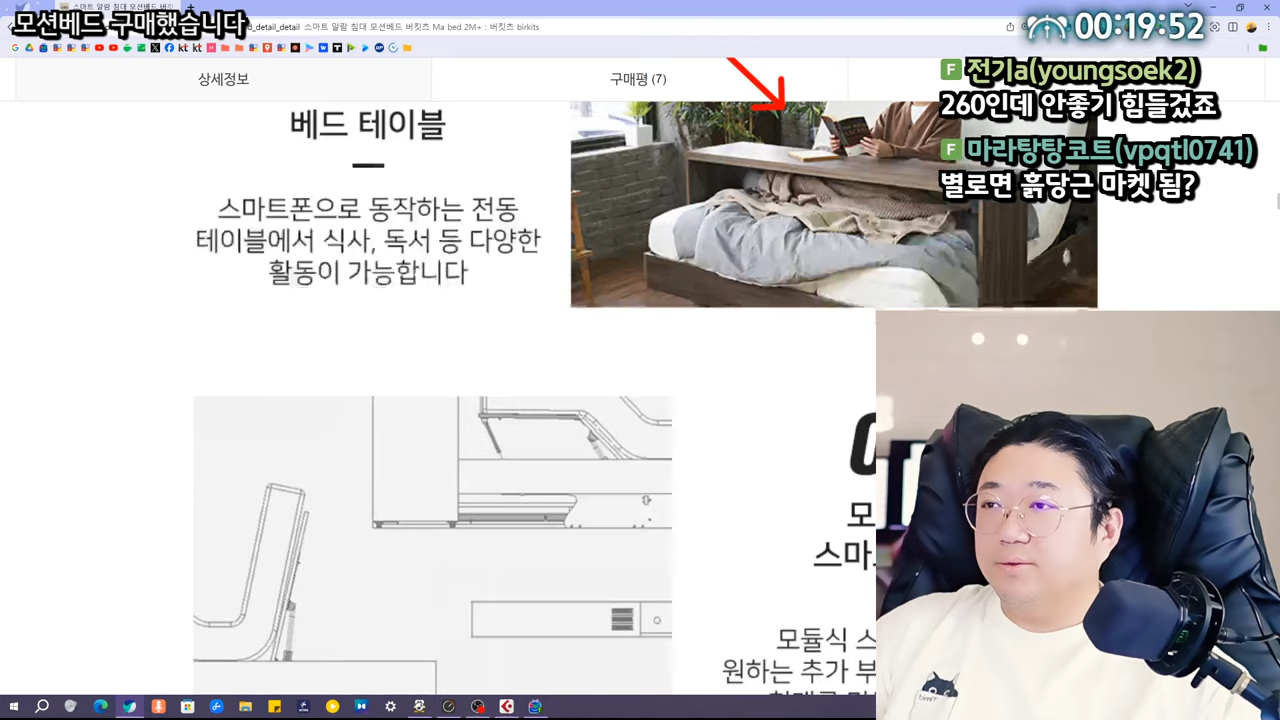 모션베드 구매했습니다
d_detail_detail 스마트 알람 침대 모션베드 버킷츠 Ma bed 2M+ : 버킷츠 birkits
00:19:52
상세정보
구매평 (7)
F 전기a(youngsoek2)
260인데 안좋기 힘들겠죠
F 마라탕탕코트(vpqtl0741)
별로면 흙당근 마켓 됨?
베드 테이블
스마트폰으로 동작하는 전동
테이블에서 식사, 독서 등 다양한
활동이 가능합니다
모
스마
모듈식 스
원하는 추가 부